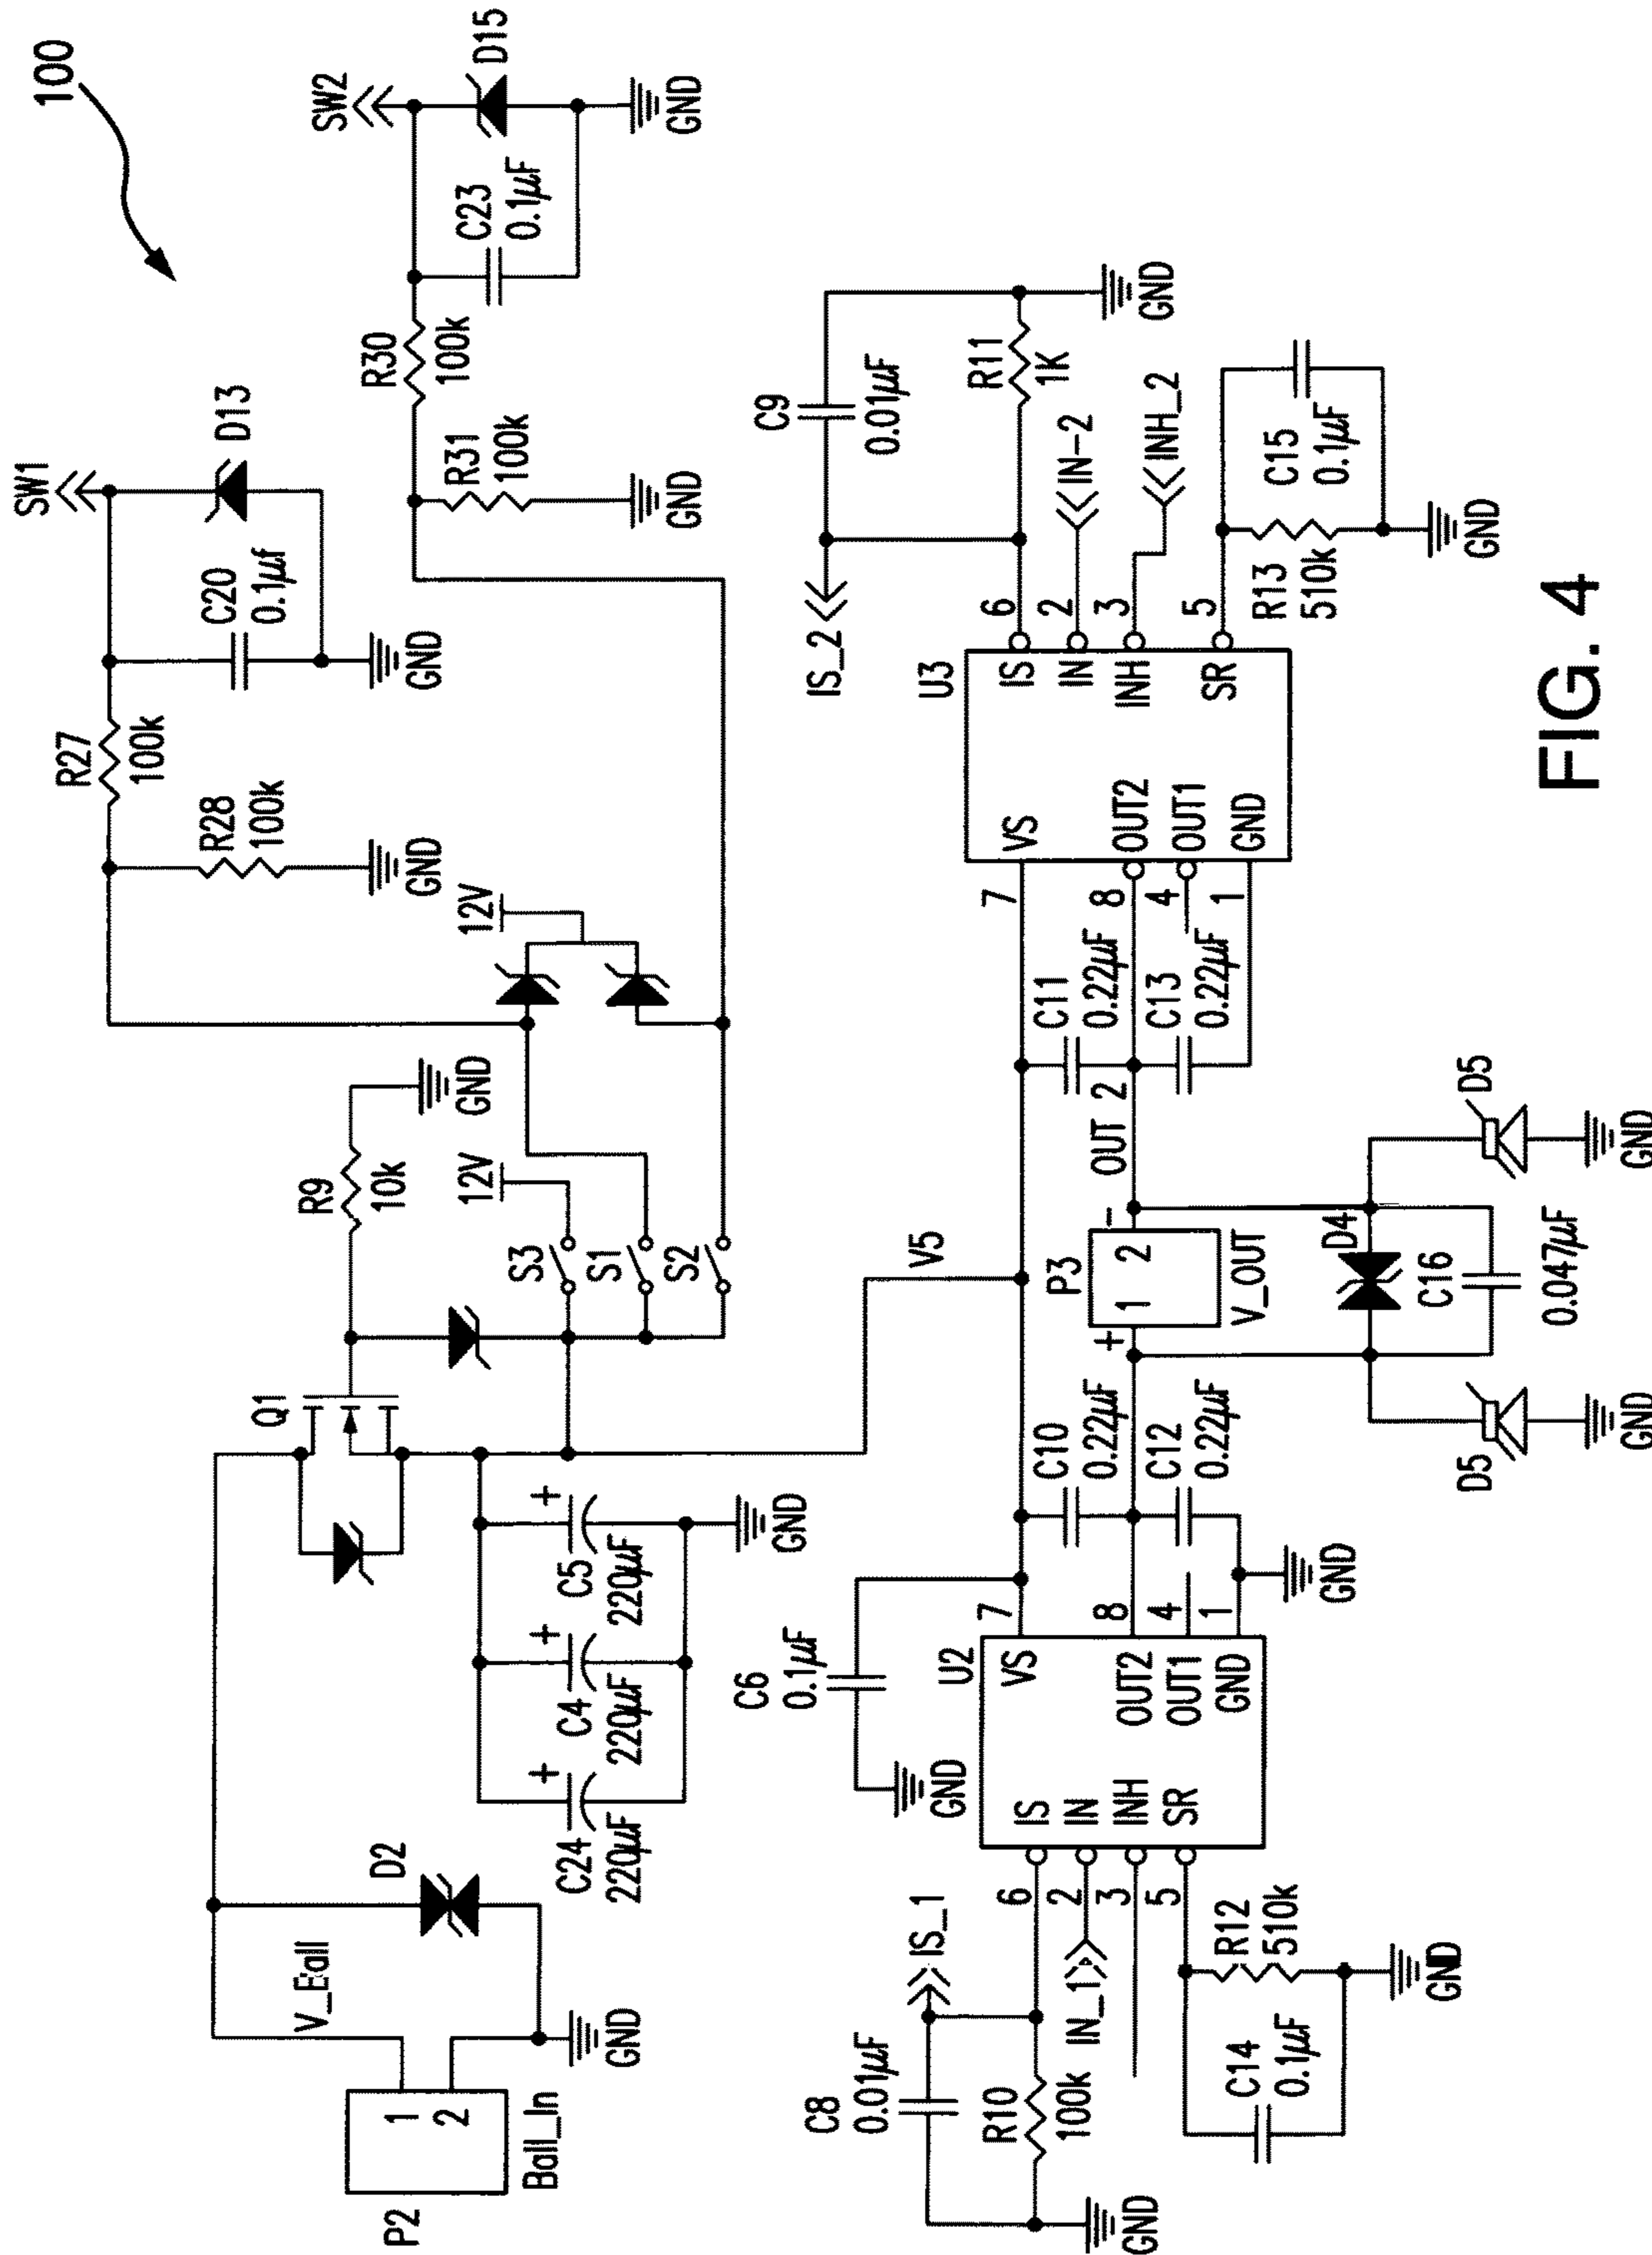 100
SW1
SW2
D13
D15
C20
0.1µf
C23
0.1µF
R27
100k
R30
100k
R28
100k
R31
100k
GND
GND
GND
GND
12V
R9
10k
GND
12V
S3
S1
S2
Q1
V5
C5
220µF
C4
220µF
C24
220µF
+
+
+
GND
D2
V_Ball
GND
P2
1
2
Ball_In
C9
0.01µF
R11
1K
GND
IS_2
IN-2
INH_2
C15
0.1µF
R13
510k
GND
U3
6
2
3
5
IS
IN
INH
SR
VS
OUT2
OUT1
GND
7
8
4
1
C11
0.22µF
C13
0.22µF
OUT 2
P3
-
2
1
+
V_OUT
D4
C16
0.047µF
D5
GND
D5
GND
C10
0.22µF
C12
0.22µF
GND
C6
0.1µF
GND
U2
7
8
4
1
VS
OUT2
OUT1
GND
IS
IN
INH
SR
6
2
3
5
IS_1
IN_1
C8
0.01µF
R10
100k
GND
R12
510k
C14
0.1µF
GND
FIG. 4